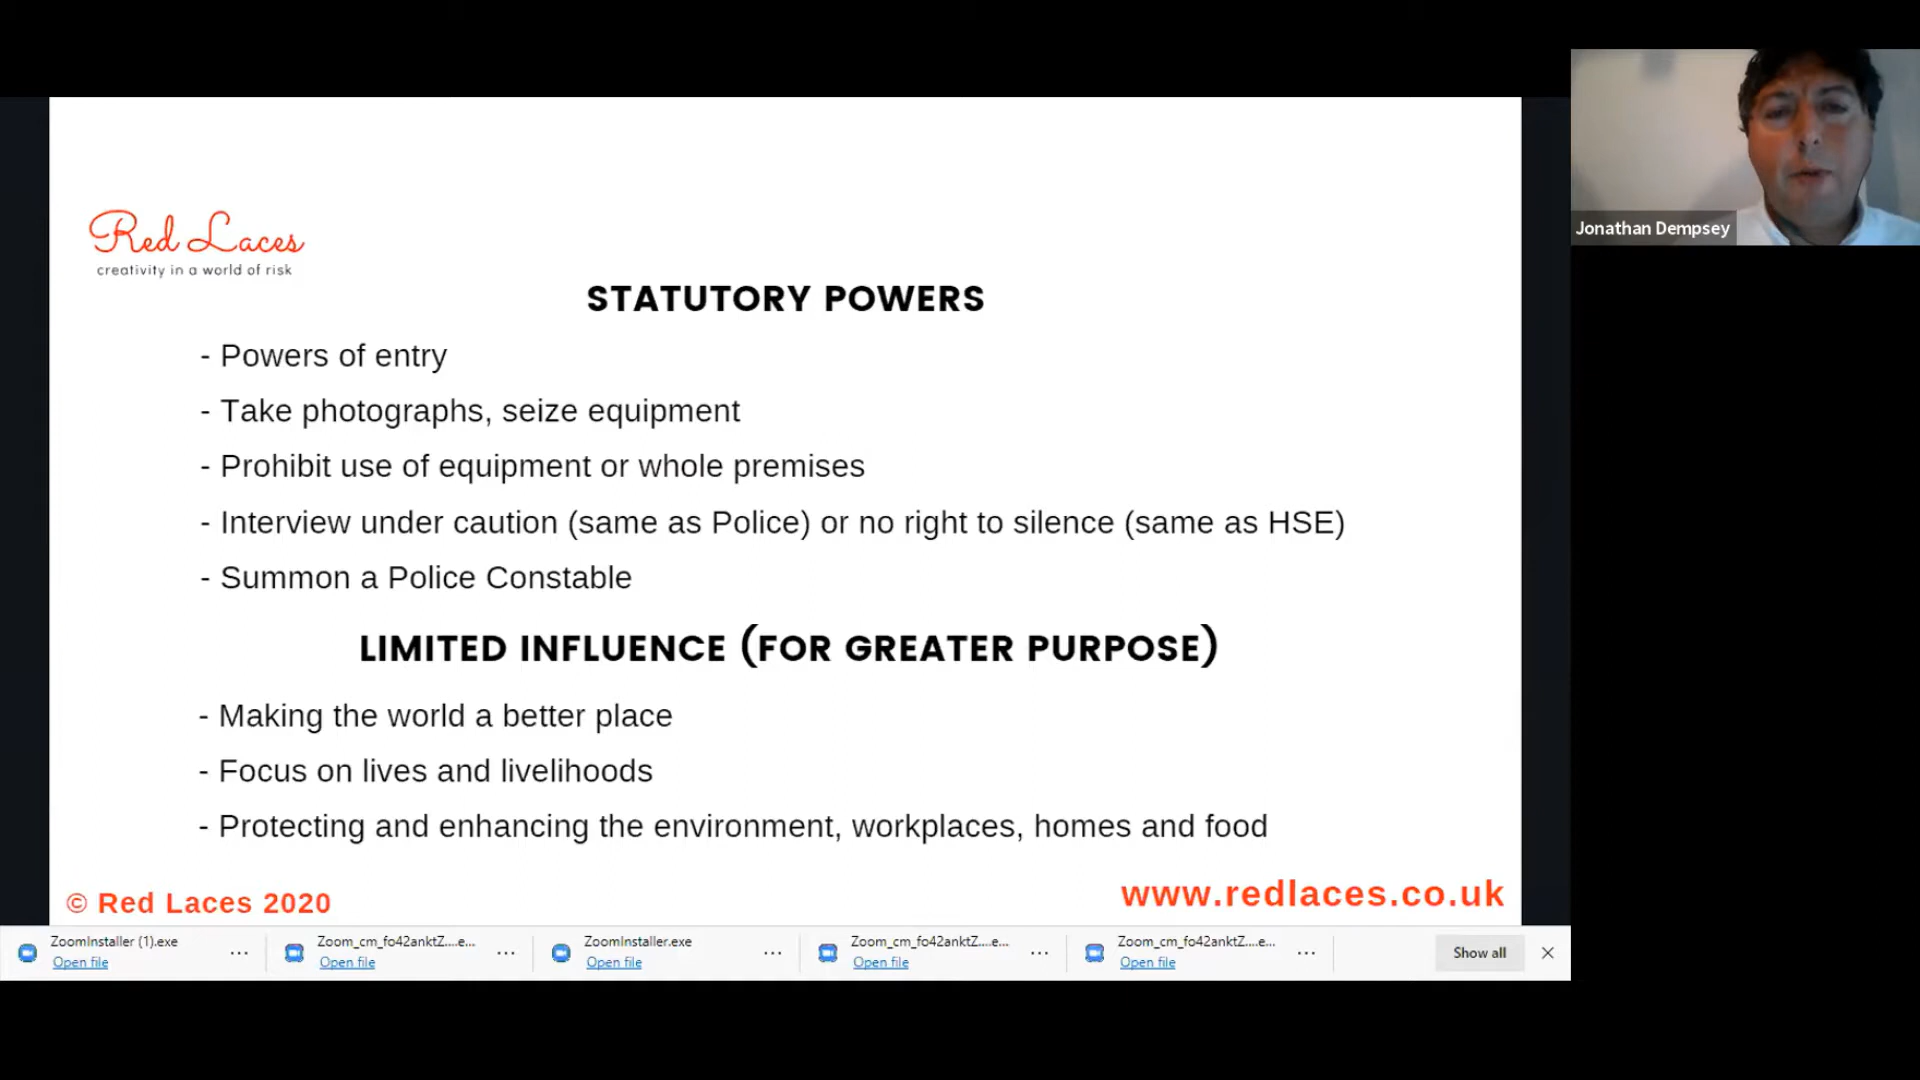 Jonathan Dempsey
Red Laces
creativity in a world of risk
STATUTORY POWERS
- Powers of entry
- Take photographs, seize equipment
- Prohibit use of equipment or whole premises
- Interview under caution (same as Police) or no right to silence (same as HSE)
- Summon a Police Constable
LIMITED INFLUENCE (FOR GREATER PURPOSE)
- Making the world a better place
- Focus on lives and livelihoods
- Protecting and enhancing the environment, workplaces, homes and food
© Red Laces 2020
www.redlaces.co.uk
ZoomInstaller (1).exe
Open file
Zoom_cm_fo42anktZ....e...
Open file
ZoomInstaller.exe
Open file
Zoom_cm_fo42anktZ....e...
Open file
Zoom_cm_fo42anktZ....e...
Open file
Show all